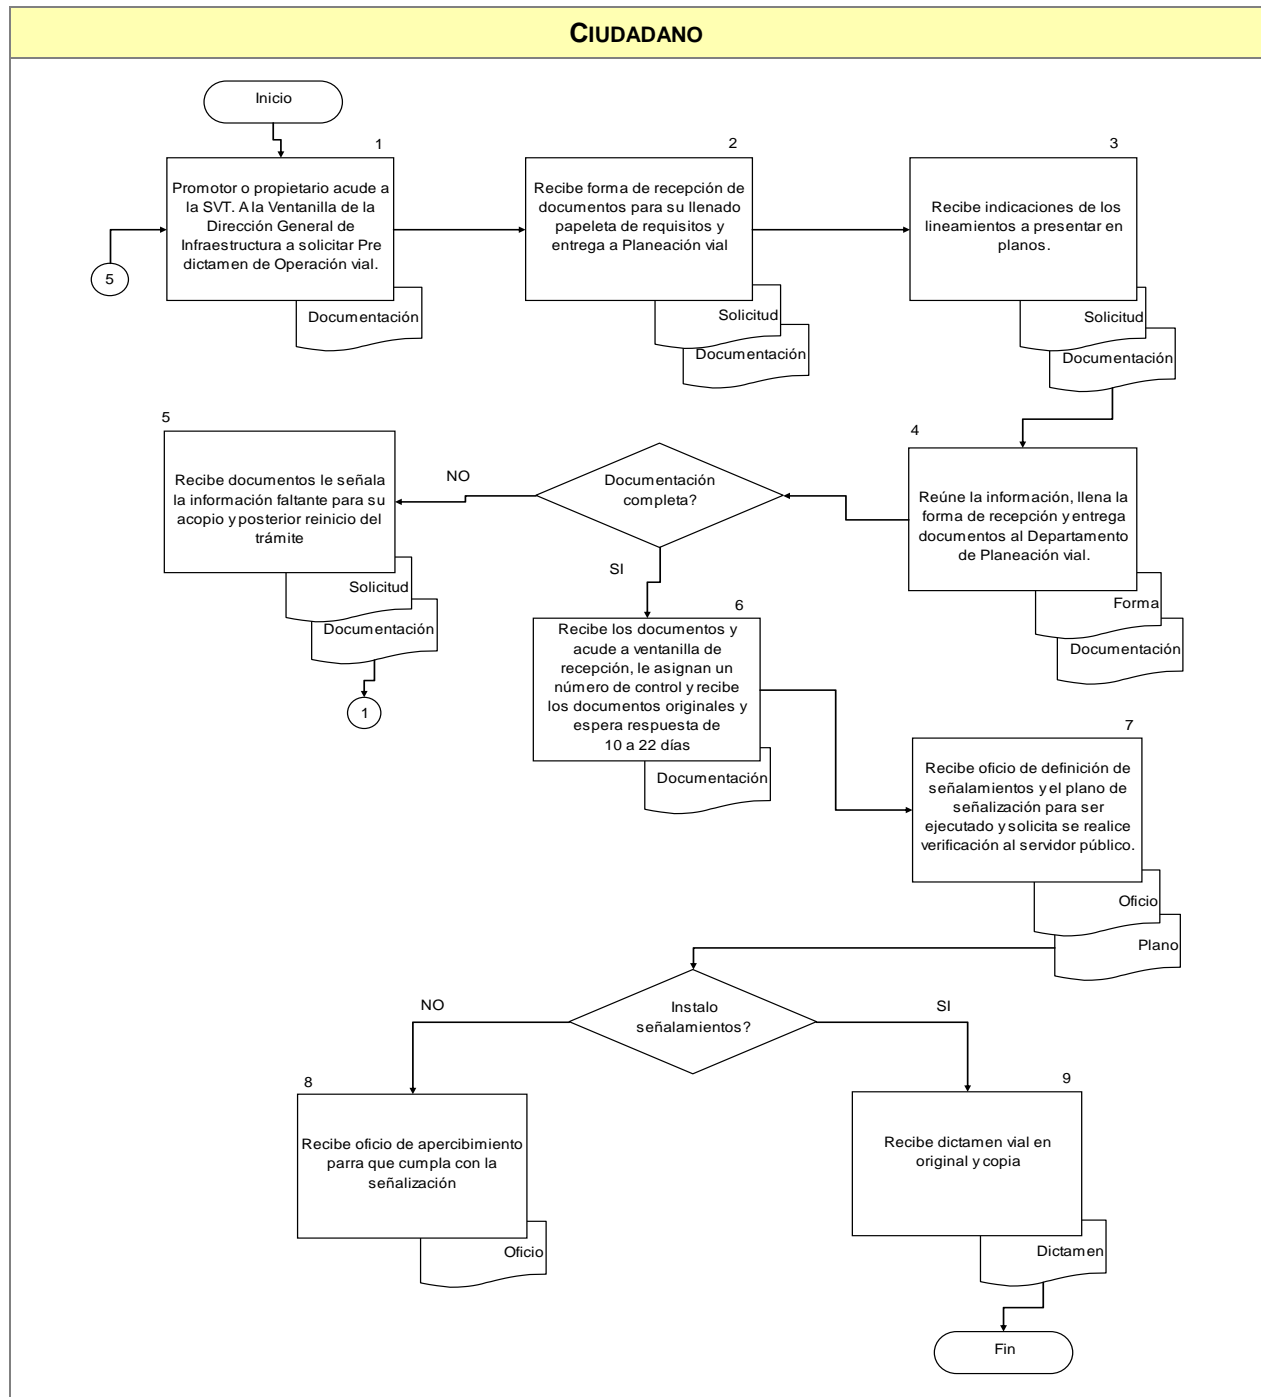 CIUDADANO
Inicio
1
Promotor o propietario acude a
la SVT. A la Ventanilla de la
Dirección General de
Infraestructura a solicitar Pre
dictamen de Operación vial.
Documentación
5
2
Recibe forma de recepción de
documentos para su llenado
papeleta de requisitos y
entrega a Planeación vial
Solicitud
Documentación
3
Recibe indicaciones de los
lineamientos a presentar en
planos.
Solicitud
Documentación
4
Reúne la información, llena la
forma de recepción y entrega
documentos al Departamento
de Planeación vial.
Forma
Documentación
Documentación
completa?
NO
SI
5
Recibe documentos le señala
la información faltante para su
acopio y posterior reinicio del
trámite
Solicitud
Documentación
1
6
Recibe los documentos y
acude a ventanilla de
recepción, le asignan un
número de control y recibe
los documentos originales y
espera respuesta de
10 a 22 días
Documentación
7
Recibe oficio de definición de
señalamientos y el plano de
señalización para ser
ejecutado y solicita se realice
verificación al servidor público.
Oficio
Plano
Instalo
señalamientos?
NO
SI
8
Recibe oficio de apercibimiento
parra que cumpla con la
señalización
Oficio
9
Recibe dictamen vial en
original y copia
Dictamen
Fin